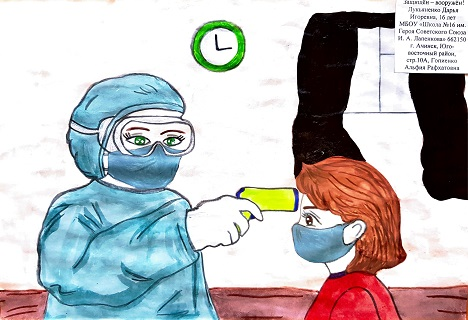 защищён – вооружён!
Лукьяненко Дарья
Игоревна, 16 лет
МБОУ «Школа №16 им.
Героя Советского Союза
И. А. Лапенкова» 662150
г. Ачинск, Юго-
восточный район,
стр.10А, Гопиенко
Альфия Рафхатовна